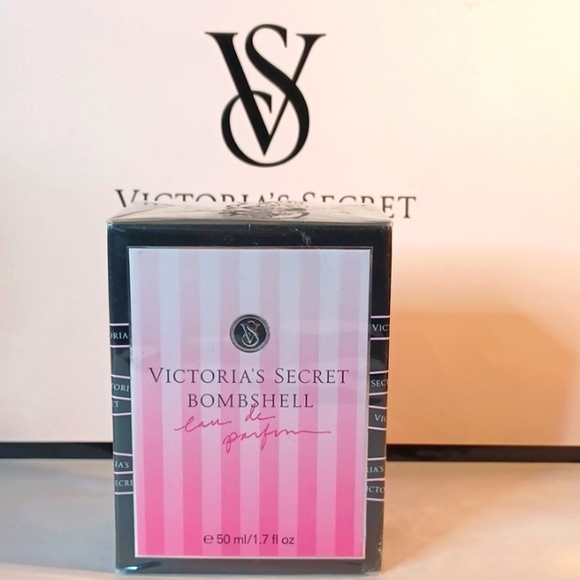 VS
VICTORIA'S SECRET
VS
VICTORIA'S SECRET
BOMBSHELL
eau de
parfum
e 50 ml/1.7 fl oz